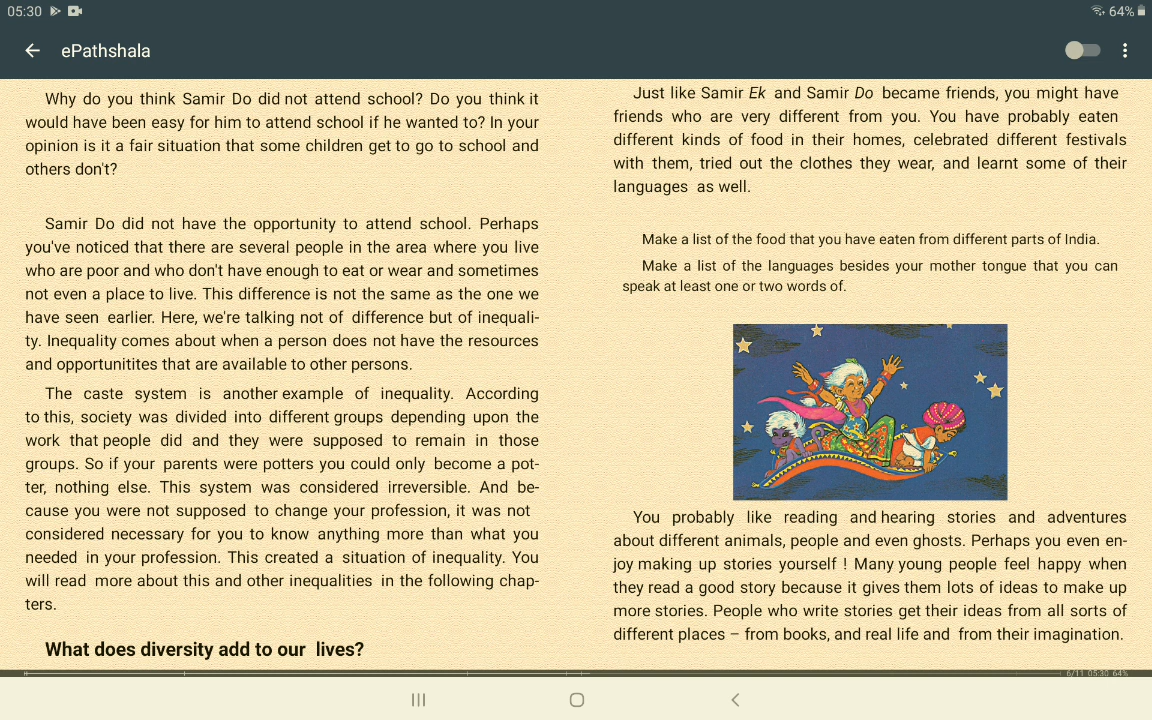 05:30
64%
ePathshala
Why do you think Samir Do did not attend school? Do you think it
would have been easy for him to attend school if he wanted to? In your
opinion is it a fair situation that some children get to go to school and
others don't?
Samir Do did not have the opportunity to attend school. Perhaps
you've noticed that there are several people in the area where you live
who are poor and who don't have enough to eat or wear and sometimes
not even a place to live. This difference is not the same as the one we
have seen earlier. Here, we're talking not of difference but of inequali-
ty. Inequality comes about when a person does not have the resources
and opportunitites that are available to other persons.
The caste system is another example of inequality. According
to this, society was divided into different groups depending upon the
work that people did and they were supposed to remain in those
groups. So if your parents were potters you could only become a pot-
ter, nothing else. This system was considered irreversible. And be-
cause you were not supposed to change your profession, it was not
considered necessary for you to know anything more than what you
needed in your profession. This created a situation of inequality. You
will read more about this and other inequalities in the following chap-
ters.
What does diversity add to our lives?
Just like Samir Ek and Samir Do became friends, you might have
friends who are very different from you. You have probably eaten
different kinds of food in their homes, celebrated different festivals
with them, tried out the clothes they wear, and learnt some of their
languages as well.
Make a list of the food that you have eaten from different parts of India.
Make a list of the languages besides your mother tongue that you can
speak at least one or two words of.
You probably like reading and hearing stories and adventures
about different animals, people and even ghosts. Perhaps you even en-
joy making up stories yourself ! Many young people feel happy when
they read a good story because it gives them lots of ideas to make up
more stories. People who write stories get their ideas from all sorts of
different places – from books, and real life and from their imagination.
6/11 05:30 64%